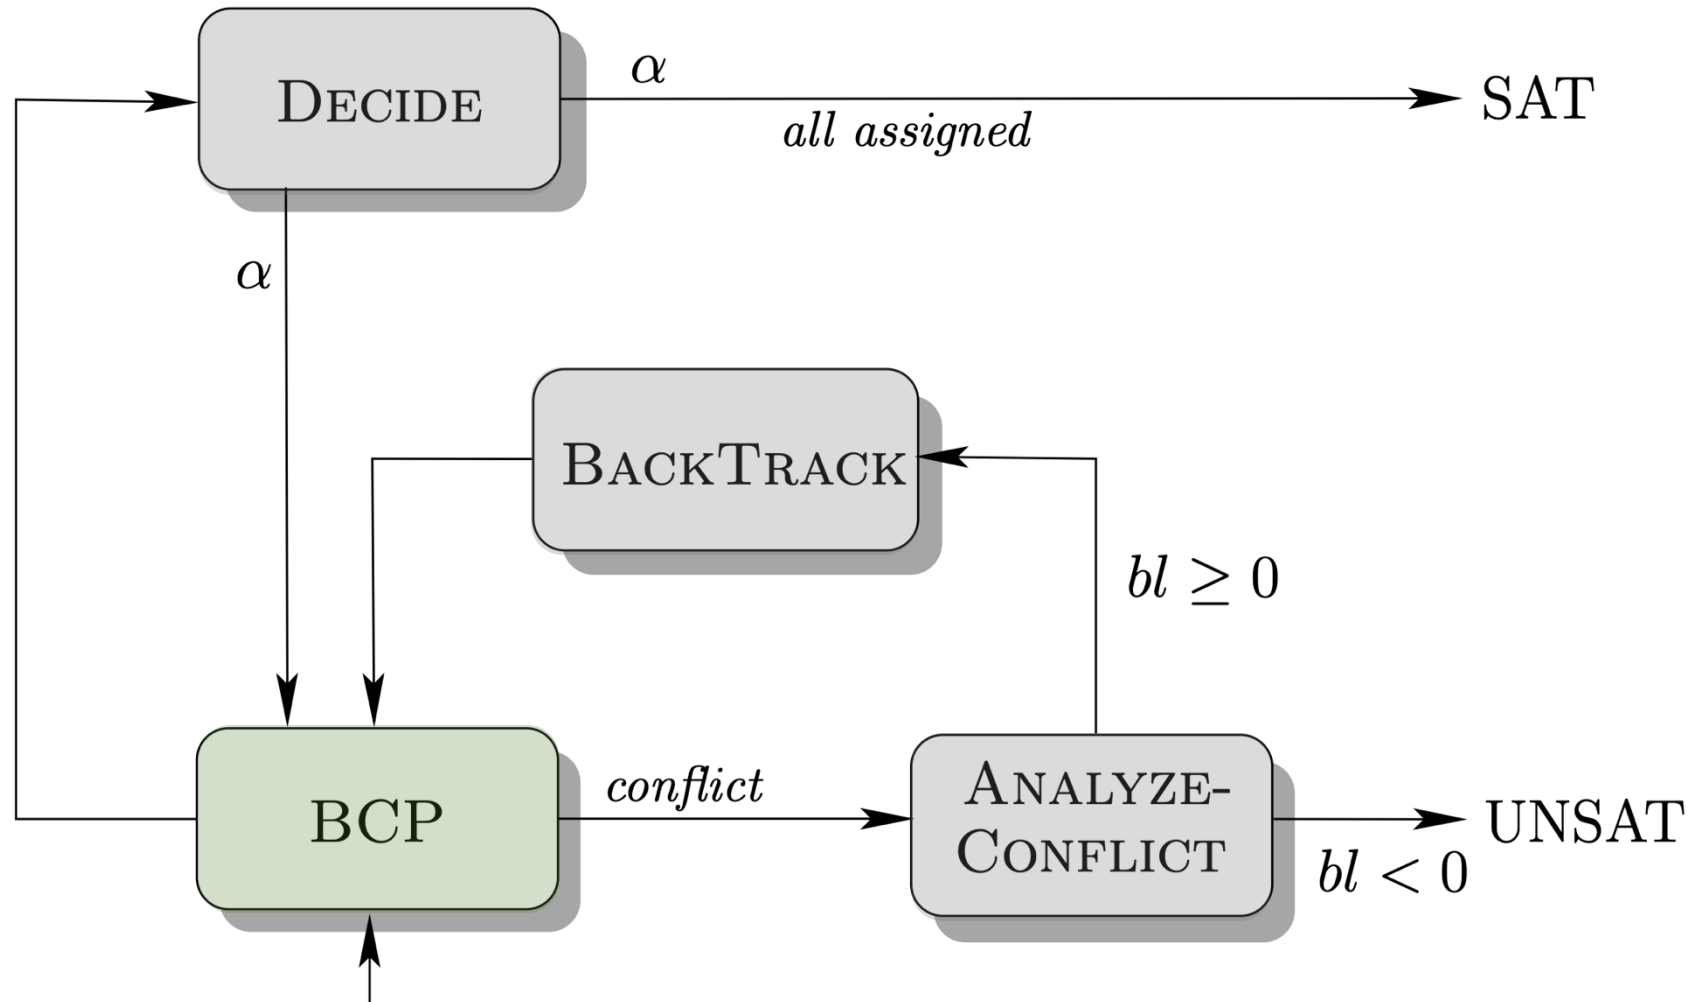 DECIDE
α
all assigned
SAT
α
BACKTRACK
bl ≥ 0
BCP
conflict
ANALYZE-
CONFLICT
UNSAT
bl < 0